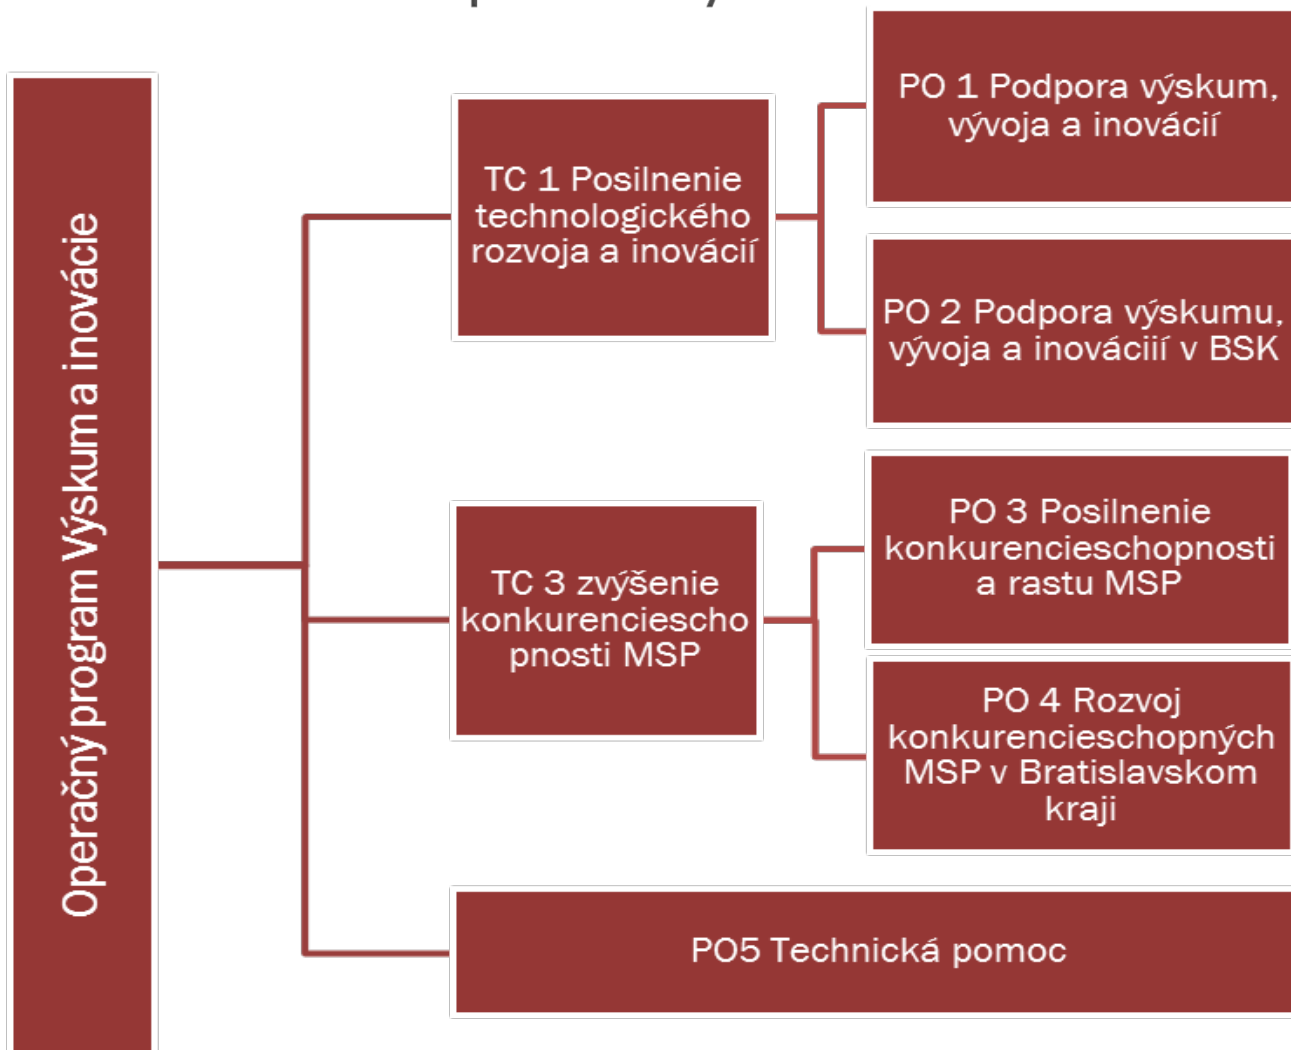 Operačný program Výskum a inovácie
TC 1 Posilnenie
technologického
rozvoja a inovácií
PO 1 Podpora výskum,
vývoja a inovácií
PO 2 Podpora výskumu,
vývoja a inováciií v BSK
TC 3 zvýšenie
konkurenciescho
pnosti MSP
PO 3 Posilnenie
konkurencieschopnosti
a rastu MSP
PO 4 Rozvoj
konkurencieschopných
MSP v Bratislavskom
kraji
PO5 Technická pomoc